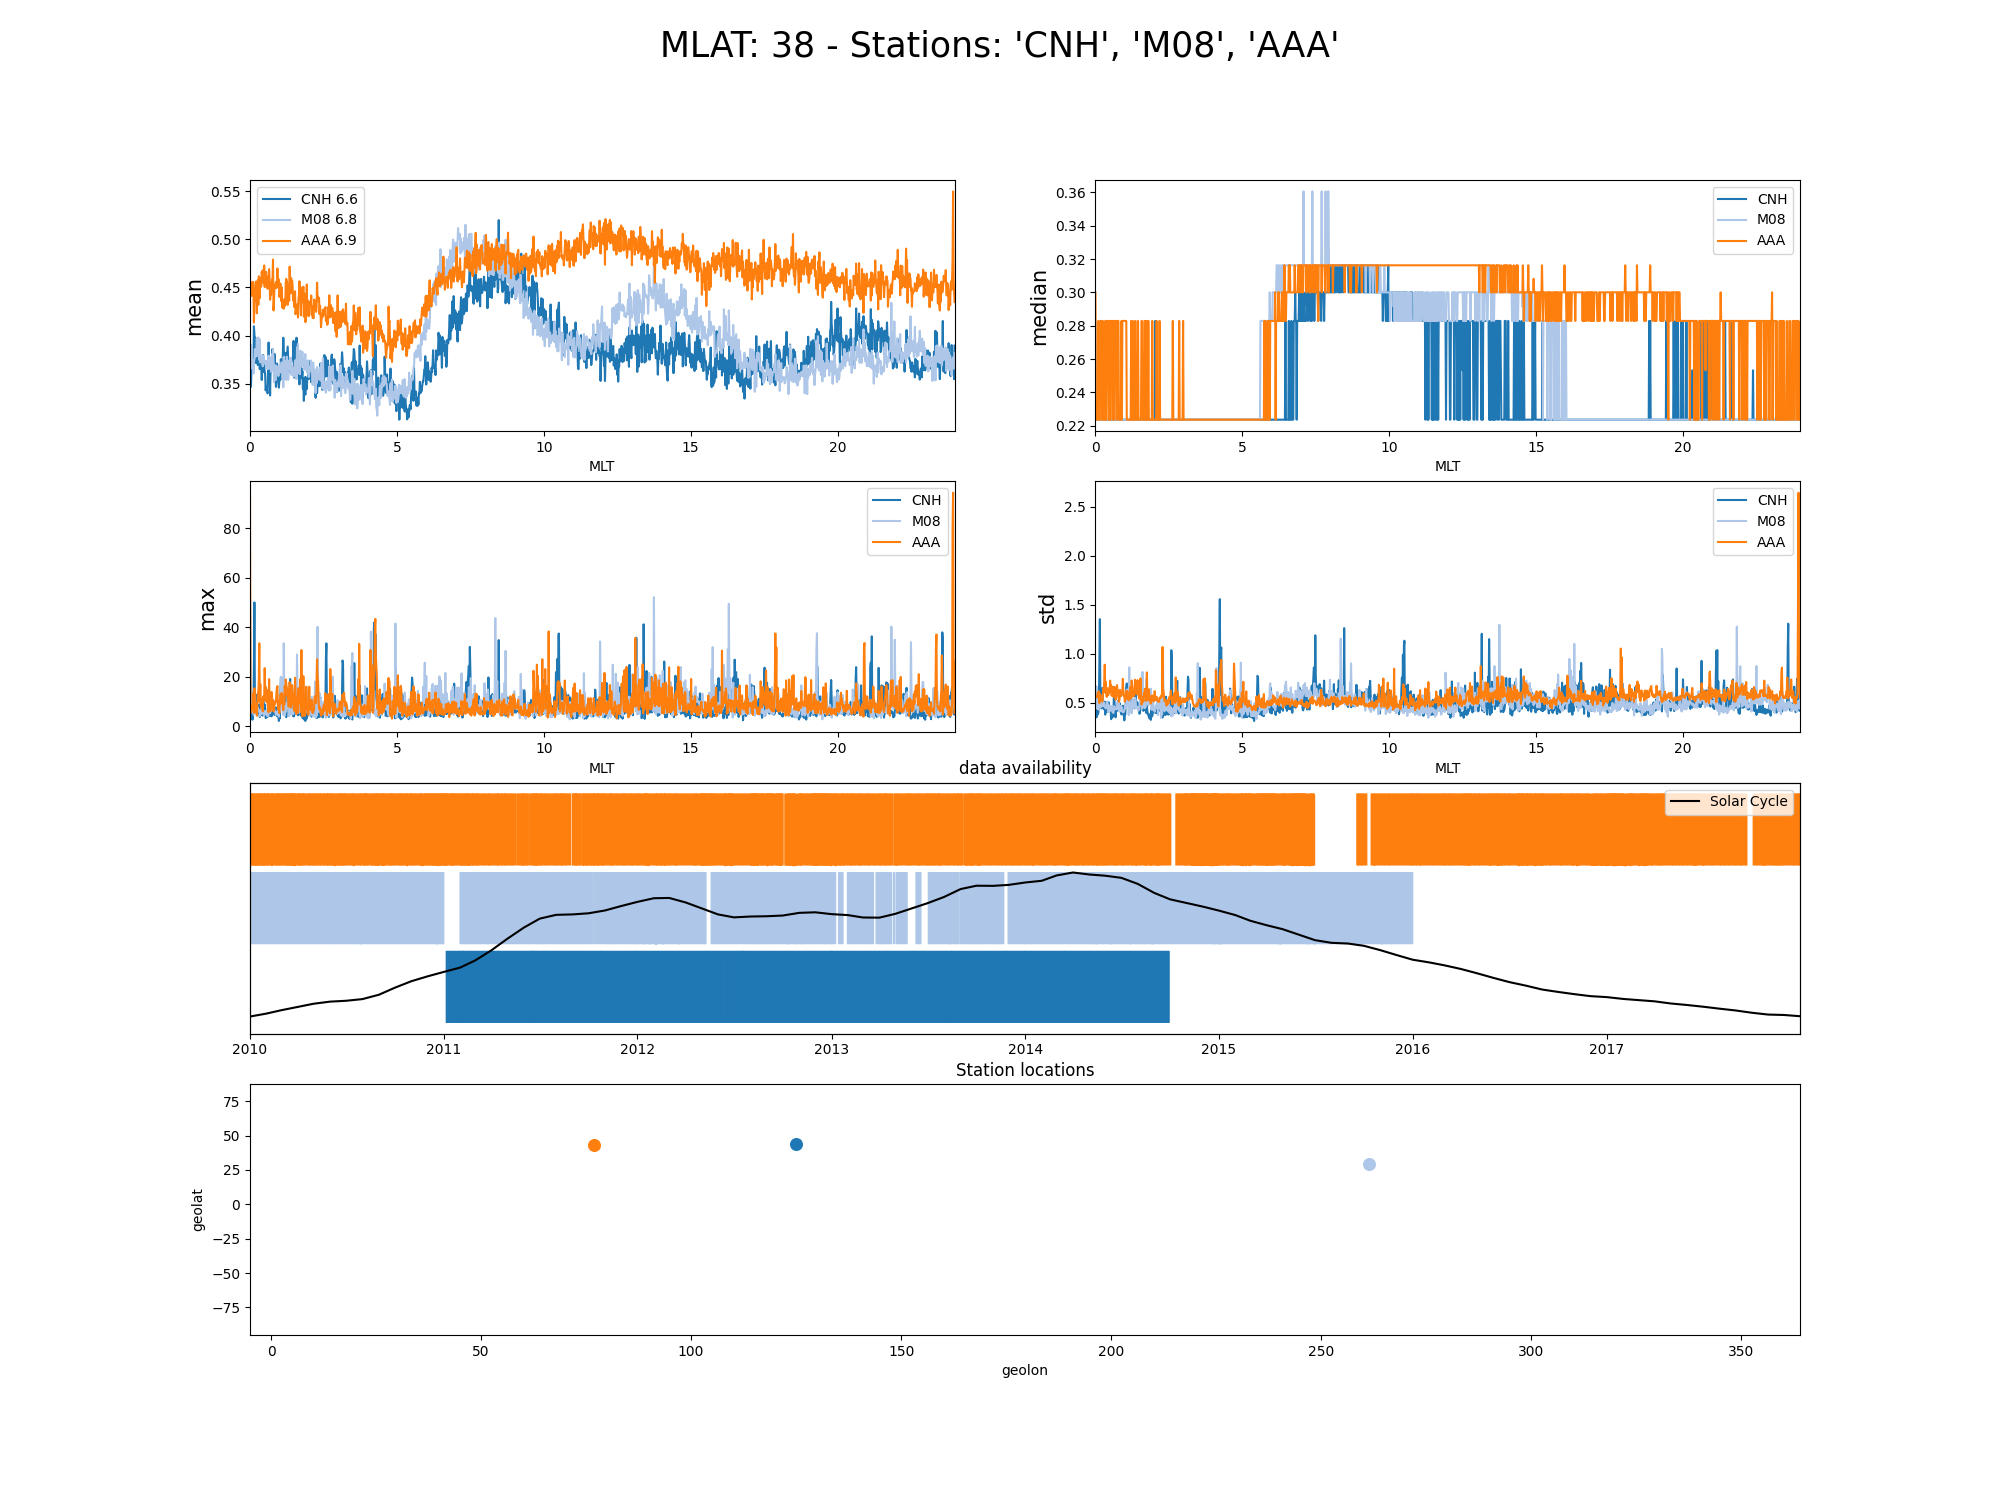 MLAT: 38 - Stations: 'CNH', 'M08', 'AAA'
mean
0.55
0.50
0.45
0.40
0.35
CNH 6.6
M08 6.8
AAA 6.9
0 5 10 15 20
MLT
median
0.36
0.34
0.32
0.30
0.28
0.26
0.24
0.22
CNH
M08
AAA
0 5 10 15 20
MLT
max
80
60
40
20
0
CNH
M08
AAA
0 5 10 15 20
MLT
std
2.5
2.0
1.5
1.0
0.5
CNH
M08
AAA
0 5 10 15 20
MLT
data availability
Solar Cycle
2010 2011 2012 2013 2014 2015 2016 2017
Station locations
geolat
75
50
25
0
−25
−50
−75
0 50 100 150 200 250 300 350
geolon